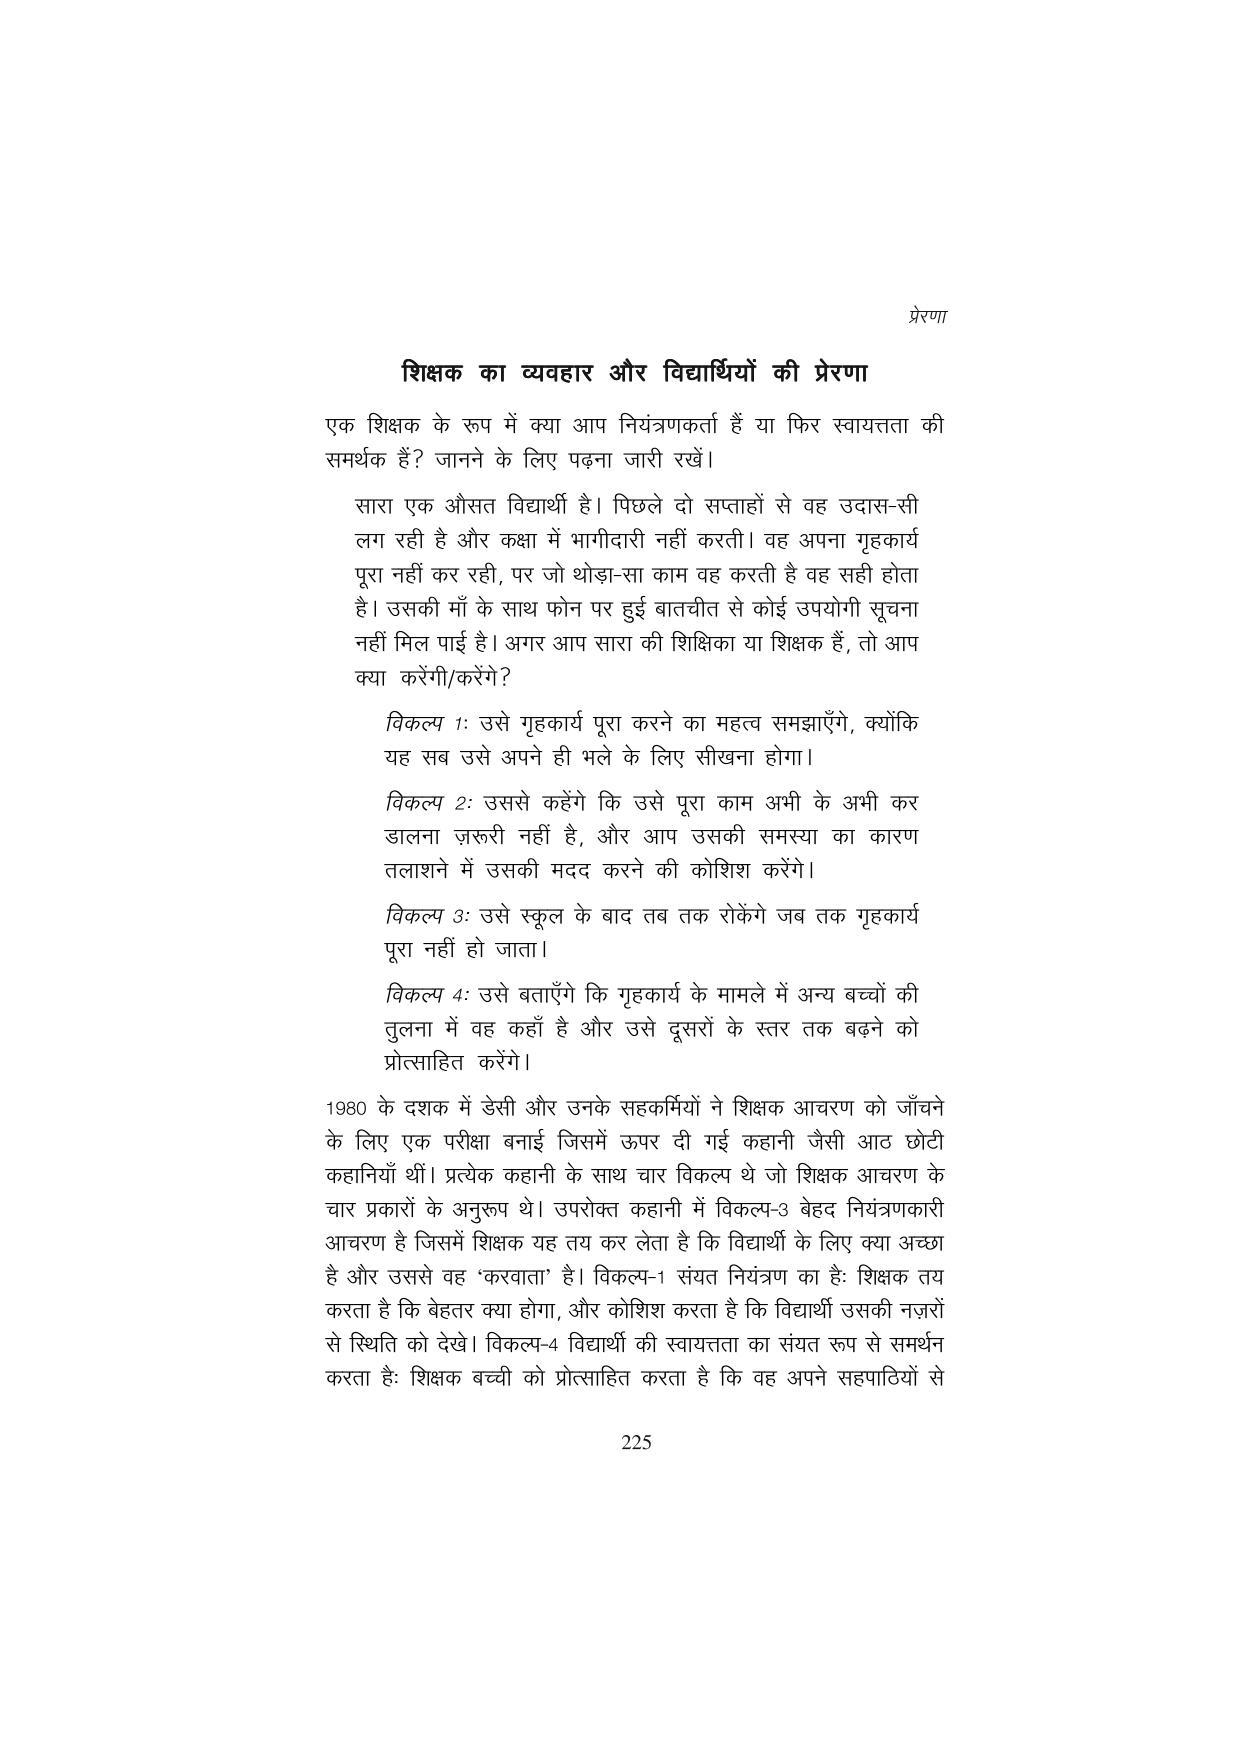 प्रेरणा
शिक्षक का व्यवहार और विद्यार्थियों की प्रेरणा
एक शिक्षक के रूप में क्या आप नियंत्रणकर्ता हैं या फिर स्वायत्तता की
समर्थक हैं? जानने के लिए पढ़ना जारी रखें।
सारा एक औसत विद्यार्थी है। पिछले दो सप्ताहों से वह उदास-सी
लग रही है और कक्षा में भागीदारी नहीं करती। वह अपना गृहकार्य
पूरा नहीं कर रही, पर जो थोड़ा-सा काम वह करती है वह सही होता
है। उसकी माँ के साथ फोन पर हुई बातचीत से कोई उपयोगी सूचना
नहीं मिल पाई है। अगर आप सारा की शिक्षिका या शिक्षक हैं, तो आप
क्या करेंगी/करेंगे?
विकल्प 1: उसे गृहकार्य पूरा करने का महत्व समझाएँगे, क्योंकि
यह सब उसे अपने ही भले के लिए सीखना होगा।
विकल्प 2: उससे कहेंगे कि उसे पूरा काम अभी के अभी कर
डालना ज़रूरी नहीं है, और आप उसकी समस्या का कारण
तलाशने में उसकी मदद करने की कोशिश करेंगे।
विकल्प 3: उसे स्कूल के बाद तब तक रोकेंगे जब तक गृहकार्य
पूरा नहीं हो जाता।
विकल्प 4: उसे बताएँगे कि गृहकार्य के मामले में अन्य बच्चों की
तुलना में वह कहाँ है और उसे दूसरों के स्तर तक बढ़ने को
प्रोत्साहित करेंगे।
1980 के दशक में डेसी और उनके सहकर्मियों ने शिक्षक आचरण को जाँचने
के लिए एक परीक्षा बनाई जिसमें ऊपर दी गई कहानी जैसी आठ छोटी
कहानियाँ थीं। प्रत्येक कहानी के साथ चार विकल्प थे जो शिक्षक आचरण के
चार प्रकारों के अनुरूप थे। उपरोक्त कहानी में विकल्प-3 बेहद नियंत्रणकारी
आचरण है जिसमें शिक्षक यह तय कर लेता है कि विद्यार्थी के लिए क्या अच्छा
है और उससे वह ‘करवाता’ है। विकल्प-1 संयत नियंत्रण का है: शिक्षक तय
करता है कि बेहतर क्या होगा, और कोशिश करता है कि विद्यार्थी उसकी नज़रों
से स्थिति को देखे। विकल्प-4 विद्यार्थी की स्वायत्तता का संयत रूप से समर्थन
करता है: शिक्षक बच्ची को प्रोत्साहित करता है कि वह अपने सहपाठियों से
225